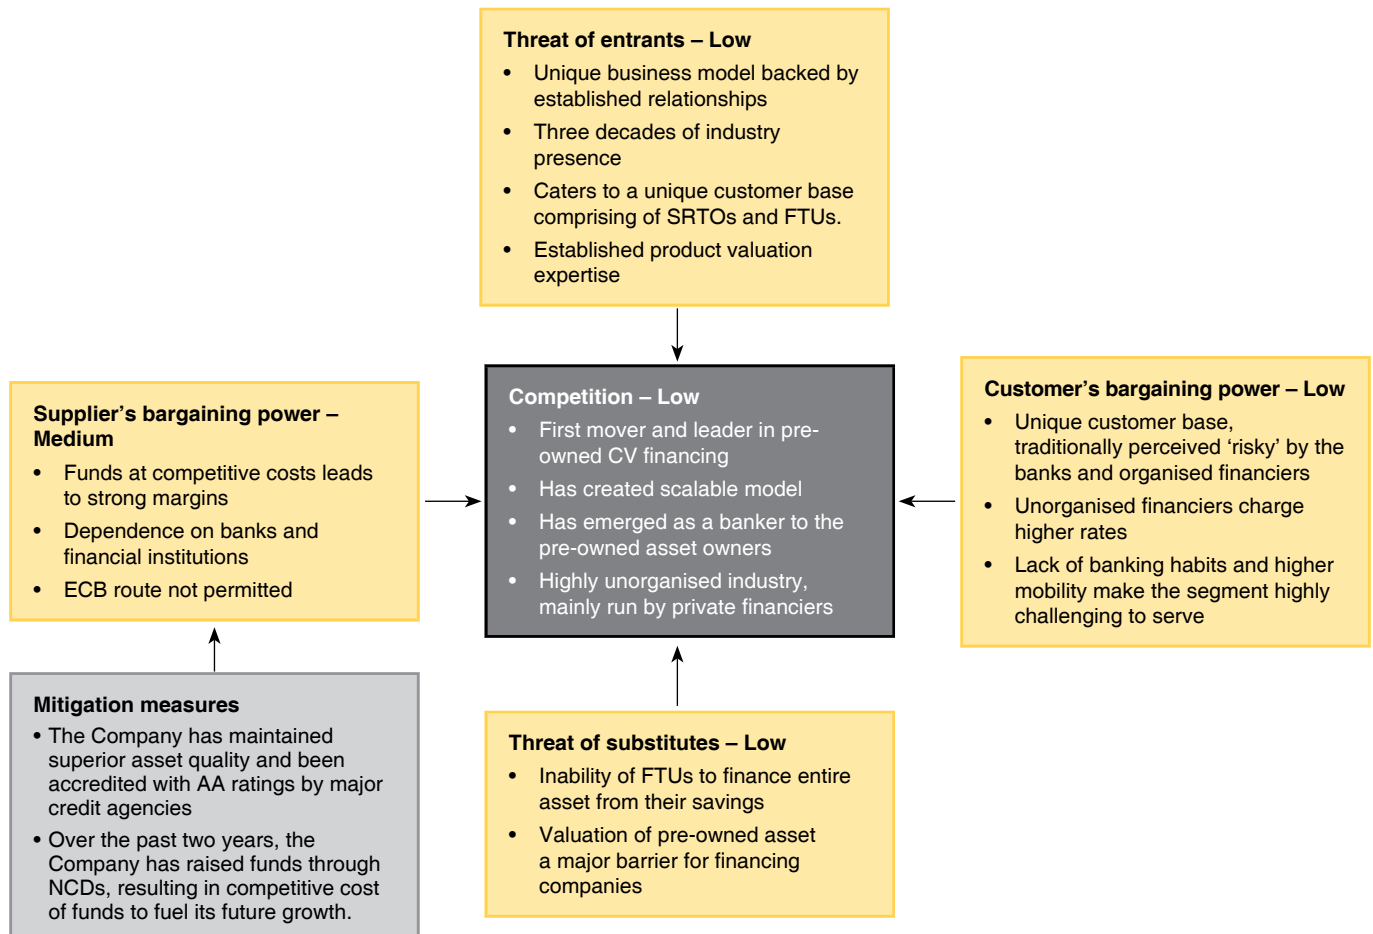 Threat of entrants – Low
• Unique business model backed by
established relationships
• Three decades of industry
presence
• Caters to a unique customer base
comprising of SRTOs and FTUs.
• Established product valuation
expertise
Supplier’s bargaining power –
Medium
• Funds at competitive costs leads
to strong margins
• Dependence on banks and
financial institutions
• ECB route not permitted
Competition – Low
• First mover and leader in pre-
owned CV financing
• Has created scalable model
• Has emerged as a banker to the
pre-owned asset owners
• Highly unorganised industry,
mainly run by private financiers
Customer’s bargaining power – Low
• Unique customer base,
traditionally perceived ‘risky’ by the
banks and organised financiers
• Unorganised financiers charge
higher rates
• Lack of banking habits and higher
mobility make the segment highly
challenging to serve
Mitigation measures
• The Company has maintained
superior asset quality and been
accredited with AA ratings by major
credit agencies
• Over the past two years, the
Company has raised funds through
NCDs, resulting in competitive cost
of funds to fuel its future growth.
Threat of substitutes – Low
• Inability of FTUs to finance entire
asset from their savings
• Valuation of pre-owned asset
a major barrier for financing
companies